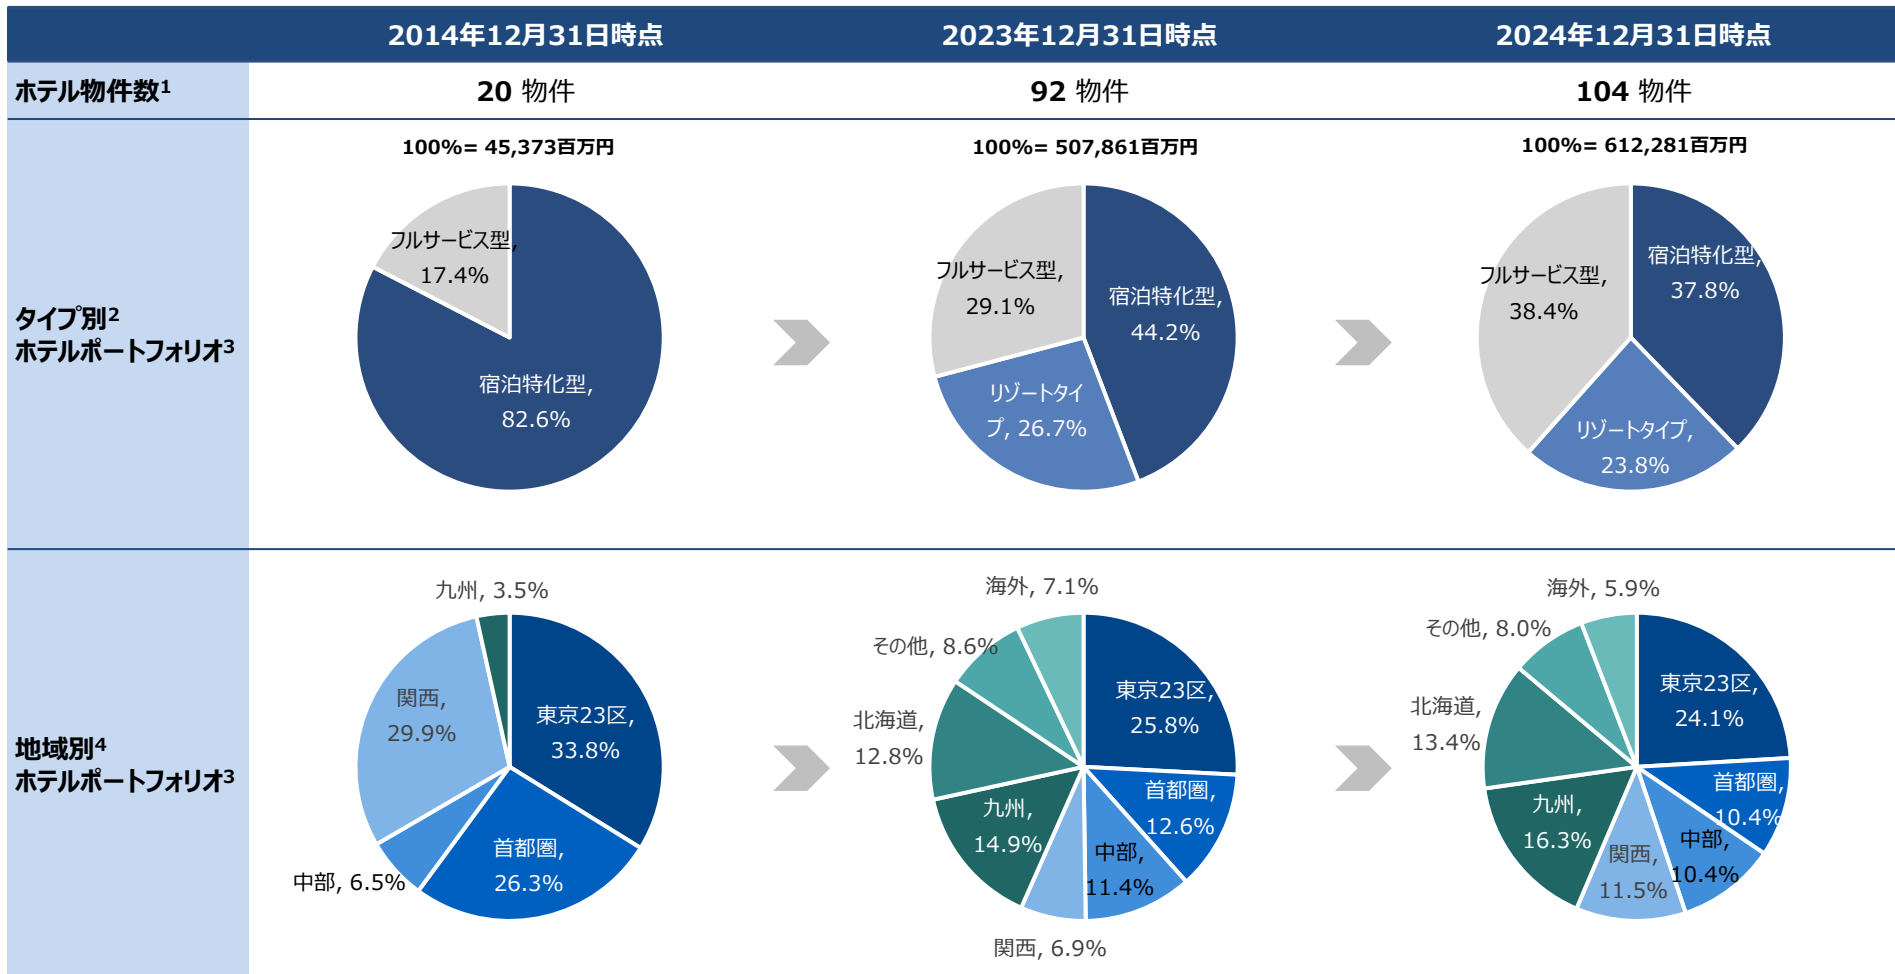 2014年12月31日時点
2023年12月31日時点
2024年12月31日時点
ホテル物件数1
20 物件
92 物件
104 物件
タイプ別2
ホテルポートフォリオ3
100%= 45,373百万円
フルサービス型,
17.4%
宿泊特化型,
82.6%
100%= 507,861百万円
フルサービス型,
29.1%
宿泊特化型,
44.2%
リゾートタイ
プ, 26.7%
100%= 612,281百万円
フルサービス型,
38.4%
宿泊特化型,
37.8%
リゾートタイプ,
23.8%
地域別4
ホテルポートフォリオ3
九州, 3.5%
関西,
29.9%
東京23区,
33.8%
首都圏,
26.3%
中部, 6.5%
海外, 7.1%
その他, 8.6%
北海道,
12.8%
東京23区,
25.8%
首都圏,
12.6%
九州,
14.9%
中部,
11.4%
関西, 6.9%
海外, 5.9%
その他, 8.0%
北海道,
13.4%
東京23区,
24.1%
首都圏,
10.4%
九州,
16.3%
中部,
10.4%
関西,
11.5%